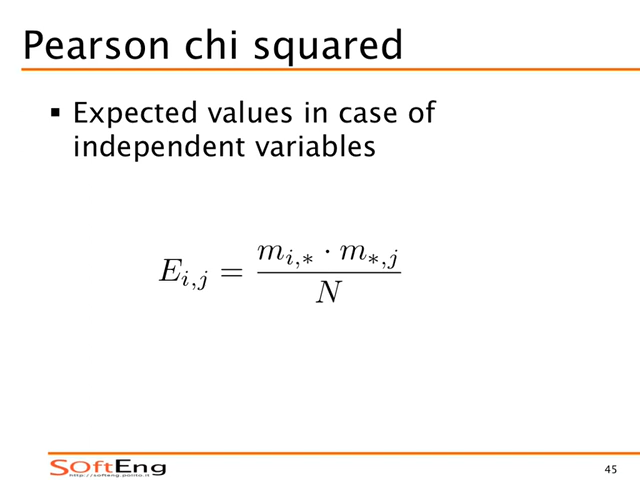 Pearson chi squared
▪ Expected values in case of
independent variables
E_{i,j} = \frac{m_{i,*} \cdot m_{*,j}}{N}
SOftEng
http://softeng.polito.it
45